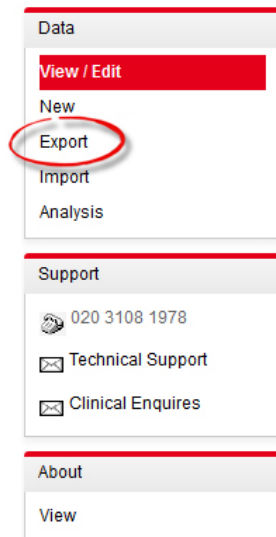 Data
View / Edit
New
Export
Import
Analysis
Support
020 3108 1978
Technical Support
Clinical Enquires
About
View